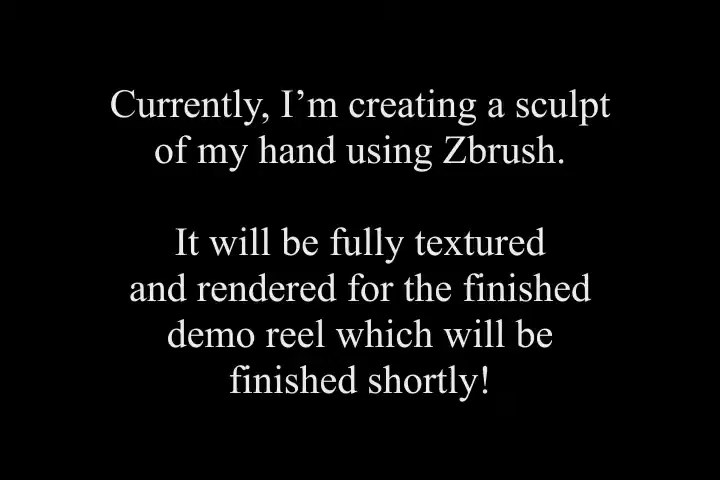 Currently, I’m creating a sculpt
of my hand using Zbrush.
It will be fully textured
and rendered for the finished
demo reel which will be
finished shortly!